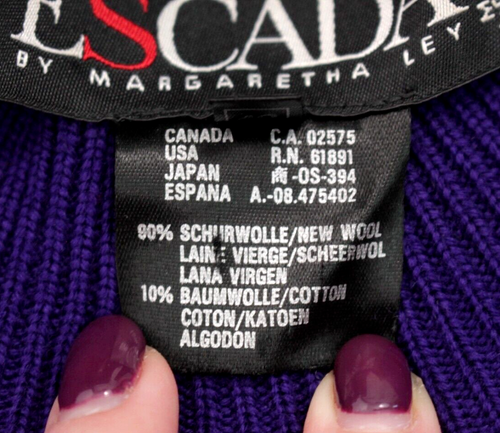 ESCADA
BY MARGARETHA LEY
CANADA C.A. 02575
USA R.N. 61891
JAPAN 商-OS-394
ESPANA A.-08.475402
90% SCHURWOLLE/NEW WOOL
LAINE VIERGE/SCHEERWOL
LANA VIRGEN
10% BAUMWOLLE/COTTON
COTON/KATOEN
ALGODON